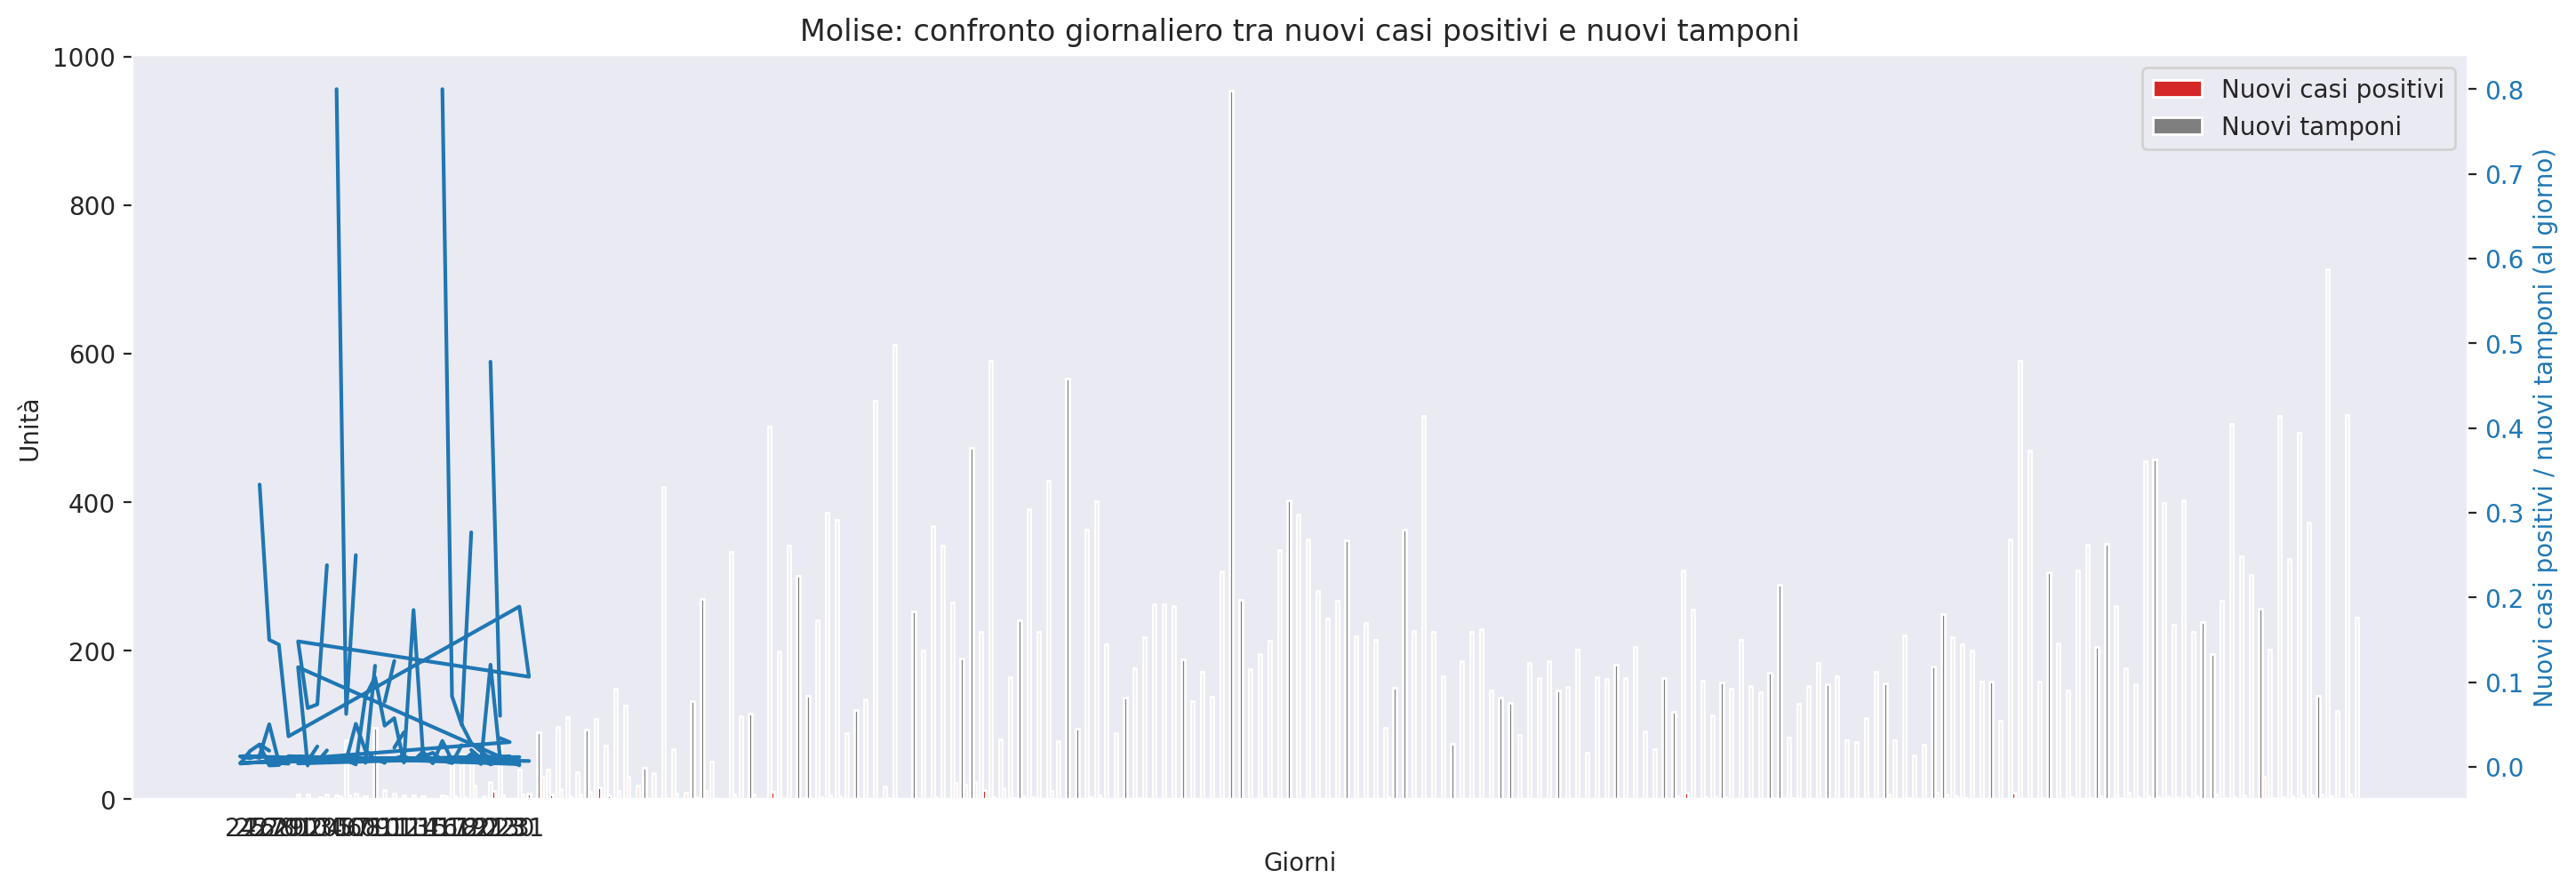 Molise: confronto giornaliero tra nuovi casi positivi e nuovi tamponi
1000
800
600
400
200
0
Unità
Nuovi casi positivi
Nuovi tamponi
0.8
0.7
0.6
0.5
0.4
0.3
0.2
0.1
0.0
Nuovi casi positivi / nuovi tamponi (al giorno)
Giorni